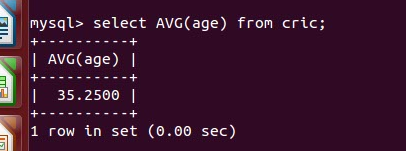 mysql> select AVG(age) from cric;
+----------+
| AVG(age) |
+----------+
|  35.2500 |
+----------+
1 row in set (0.00 sec)